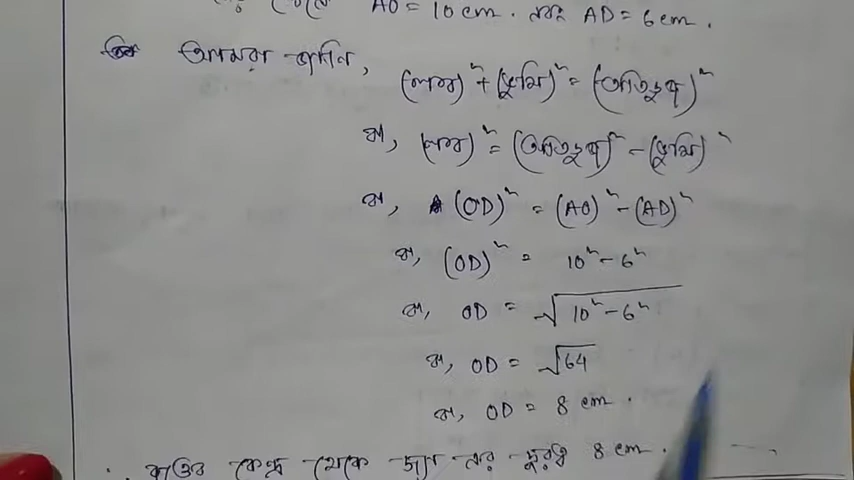 থেকে AO = 10 cm. এবং AD = 6 cm.
আমরা জানি,
(লম্ব)² + (ভূমি)² = (অতিভুজ)²
বা, (লম্ব)² = (অতিভুজ)² - (ভূমি)²
বা, (OD)² = (AO)² - (AD)²
বা, (OD)² = 10² - 6²
বা, OD = √10² - 6²
বা, OD = √64
বা, OD = 8 cm.
∴ বৃত্তের কেন্দ্র থেকে জ্যা এর দূরত্ব 8 cm.